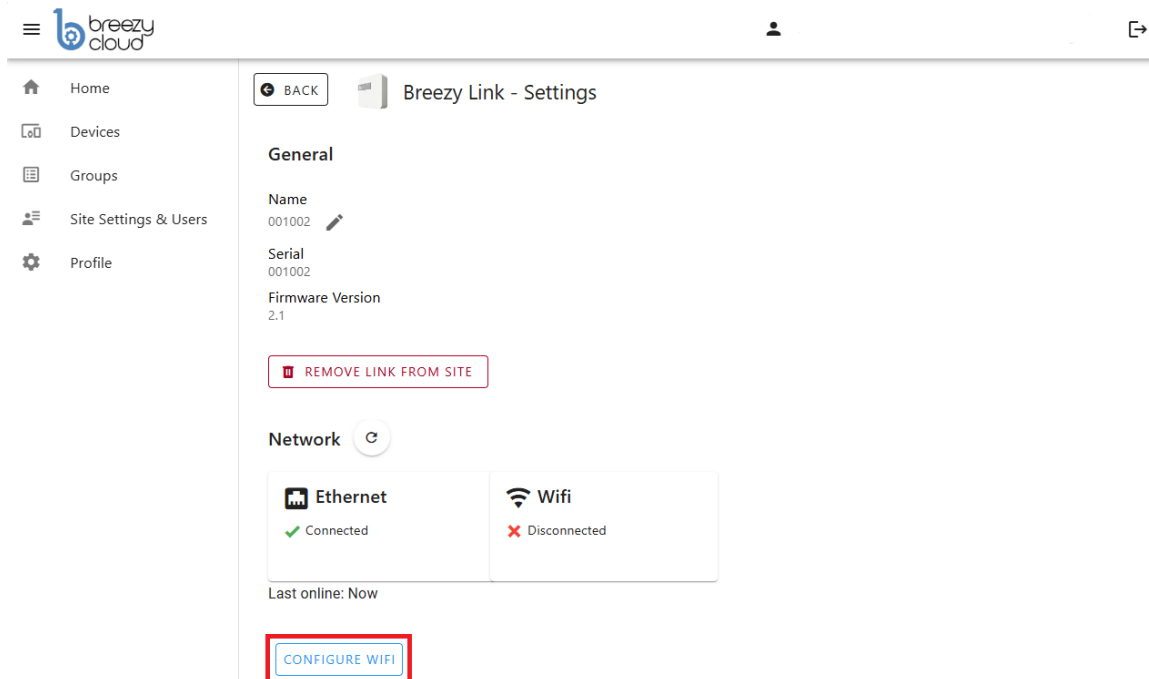 breezy
cloud
Home
Devices
Groups
Site Settings & Users
Profile
BACK
Breezy Link - Settings
General
Name
001002
Serial
001002
Firmware Version
2.1
REMOVE LINK FROM SITE
Network
Ethernet
Connected
Wifi
Disconnected
Last online: Now
CONFIGURE WIFI